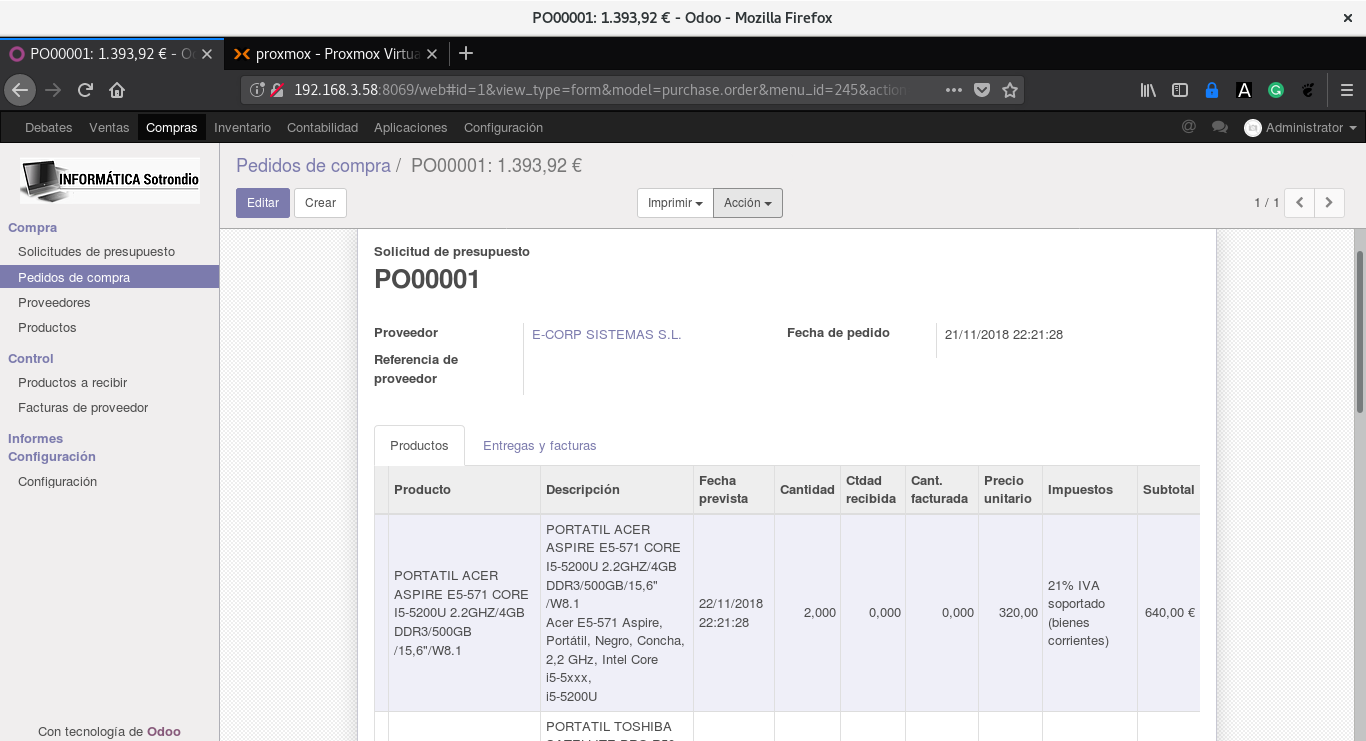 PO00001: 1.393,92 € - Odoo - Mozilla Firefox
PO00001: 1.393,92 € - Od
proxmox - Proxmox Virtua
192.168.3.58:8069/web#id=1&view_type=form&model=purchase.order&menu_id=245&action
Debates Ventas Compras Inventario Contabilidad Aplicaciones Configuración
@ Administrator
INFORMÁTICA Sotrondio
Pedidos de compra / PO00001: 1.393,92 €
Editar Crear Imprimir Acción 1 / 1
Compra
Solicitudes de presupuesto
Pedidos de compra
Proveedores
Productos
Control
Productos a recibir
Facturas de proveedor
Informes
Configuración
Configuración
Con tecnología de Odoo
Solicitud de presupuesto
PO00001
Proveedor
E-CORP SISTEMAS S.L.
Referencia de
proveedor
Fecha de pedido
21/11/2018 22:21:28
Productos Entregas y facturas
Producto
Descripción
Fecha
prevista
Cantidad
Ctdad
recibida
Cant.
facturada
Precio
unitario
Impuestos
Subtotal
PORTATIL ACER
ASPIRE E5-571 CORE
I5-5200U 2.2GHZ/4GB
DDR3/500GB
/15,6"/W8.1
PORTATIL ACER
ASPIRE E5-571 CORE
I5-5200U 2.2GHZ/4GB
DDR3/500GB/15,6"
/W8.1
Acer E5-571 Aspire,
Portátil, Negro, Concha,
2,2 GHz, Intel Core
i5-5xxx,
i5-5200U
22/11/2018
22:21:28
2,000
0,000
0,000
320,00
21% IVA
soportado
(bienes
corrientes)
640,00 €
PORTATIL TOSHIBA